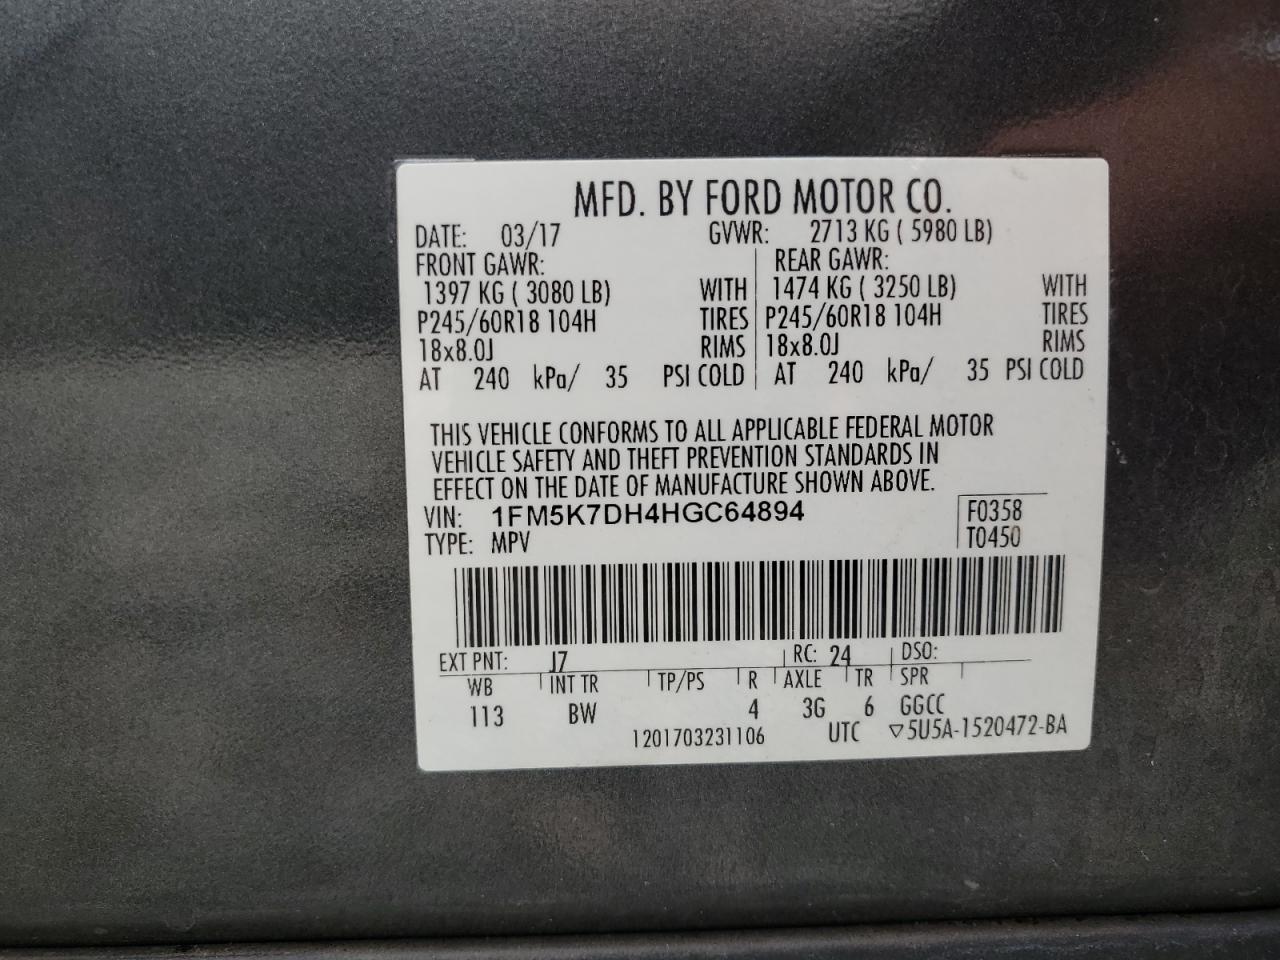 MFD. BY FORD MOTOR CO.
DATE: 03/17 GVWR: 2713 KG ( 5980 LB)
FRONT GAWR: REAR GAWR:
1397 KG ( 3080 LB) WITH 1474 KG ( 3250 LB) WITH
P245/60R18 104H TIRES P245/60R18 104H TIRES
18x8.0J RIMS 18x8.0J RIMS
AT 240 kPa/ 35 PSI COLD AT 240 kPa/ 35 PSI COLD
THIS VEHICLE CONFORMS TO ALL APPLICABLE FEDERAL MOTOR
VEHICLE SAFETY AND THEFT PREVENTION STANDARDS IN
EFFECT ON THE DATE OF MANUFACTURE SHOWN ABOVE.
VIN: 1FM5K7DH4HGC64894 F0358
TYPE: MPV T0450
EXT PNT: J7 RC: 24 DSO:
WB INT TR TP/PS R AXLE TR SPR
113 BW 4 3G 6 GGCC
1201703231106 UTC ▽5U5A-1520472-BA